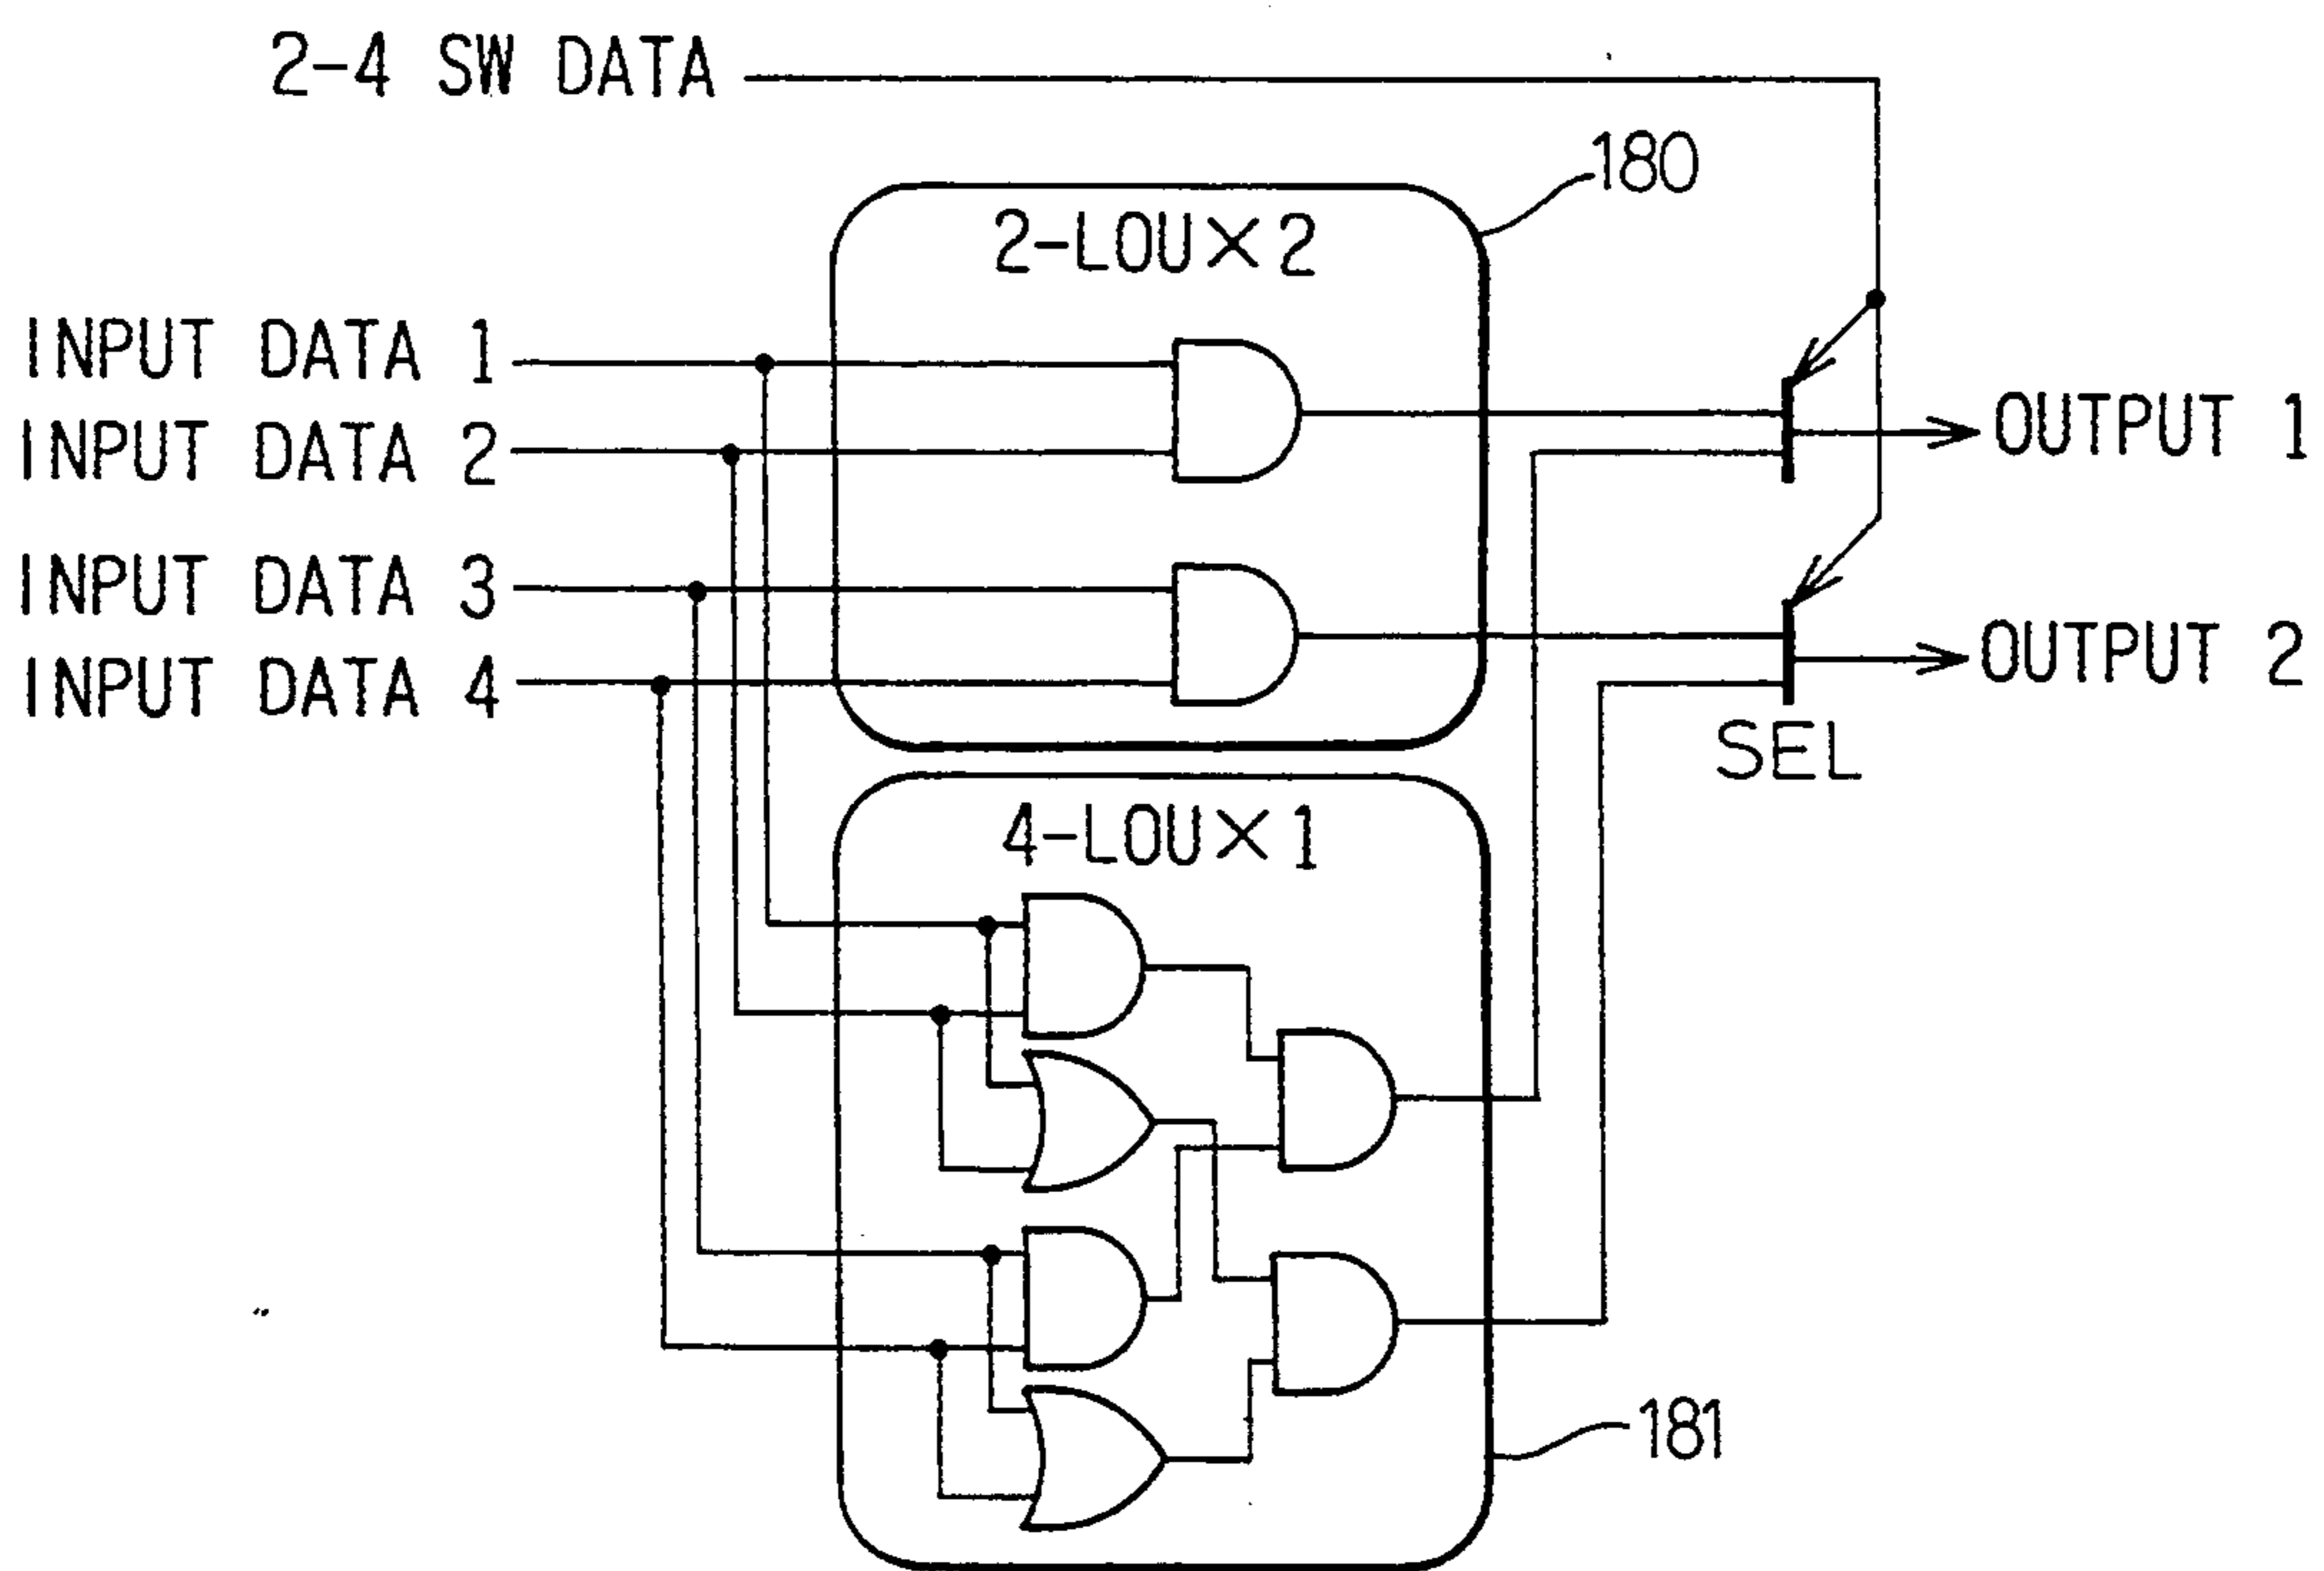 2-4 SW DATA
180
2-LOU×2
INPUT DATA 1
INPUT DATA 2
INPUT DATA 3
INPUT DATA 4
OUTPUT 1
OUTPUT 2
SEL
4-LOU×1
181